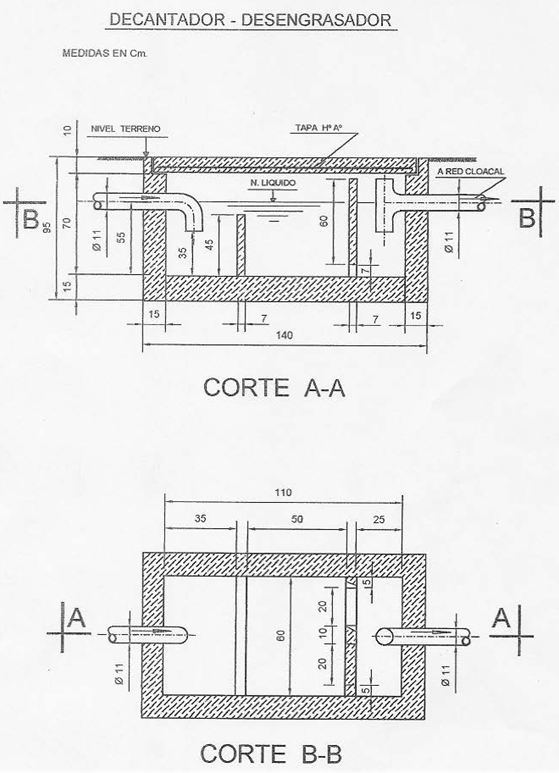 DECANTADOR - DESENGRASADOR
MEDIDAS EN Cm.
NIVEL TERRENO
TAPA HºAº
A RED CLOACAL
N. LIQUIDO
10
95
70
15
B
B
Ø 11
55
35
45
60
7
Ø 11
15
7
7
15
140
CORTE A-A
110
35
50
25
A
A
5
20
10
20
5
60
Ø 11
Ø 11
CORTE B-B